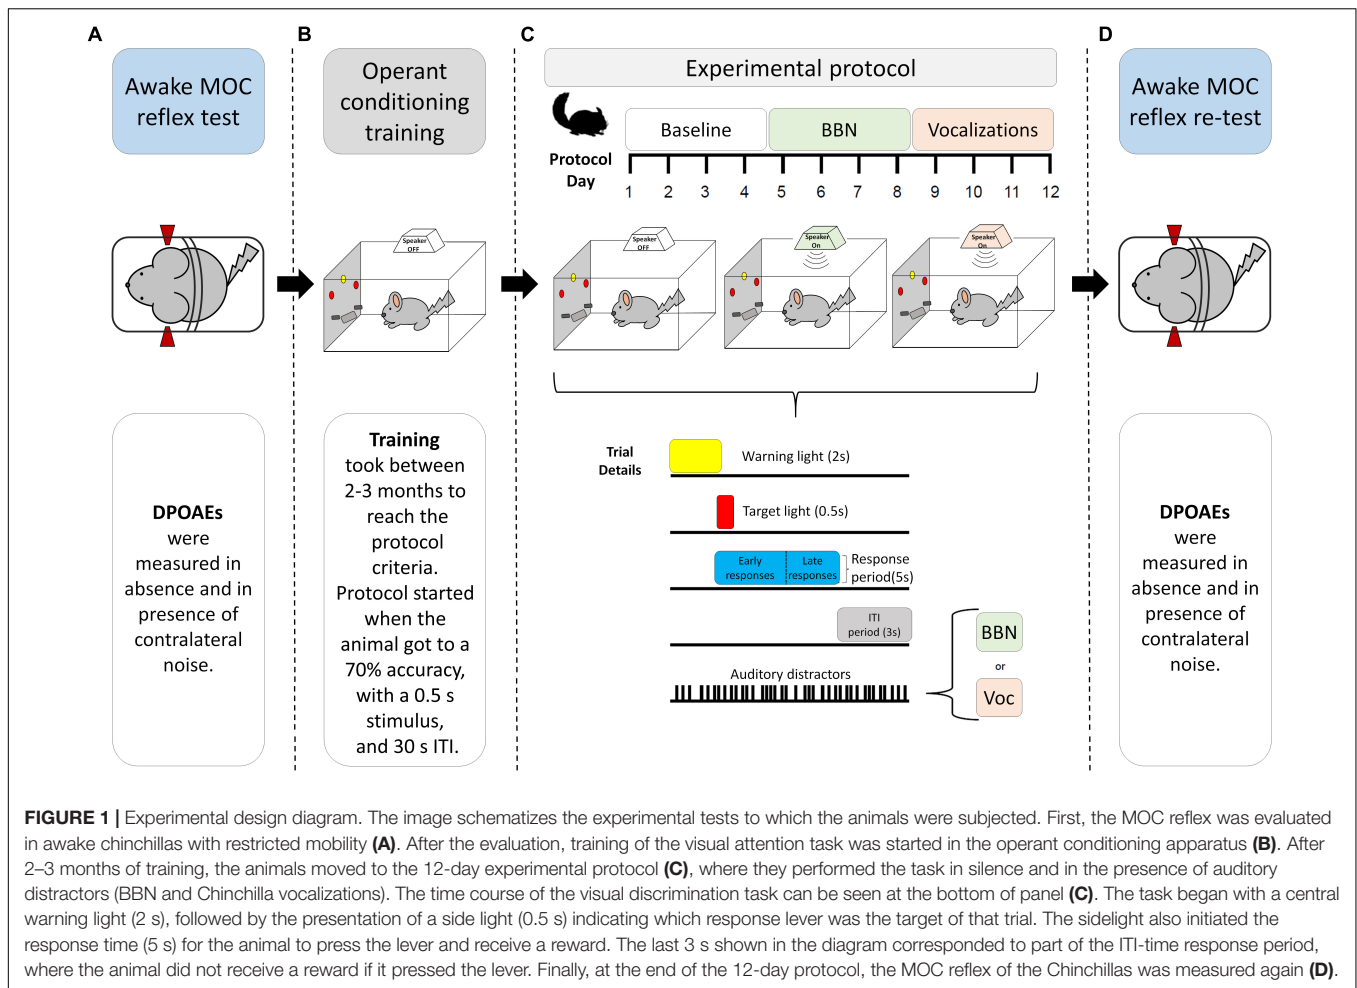 A
Awake MOC
reflex test
DPOAEs
were
measured in
absence and in
presence of
contralateral
noise.
B
Operant
conditioning
training
Speaker
OFF
Training
took between
2-3 months to
reach the
protocol
criteria.
Protocol started
when the
animal got to a
70% accuracy,
with a 0.5 s
stimulus,
and 30 s ITI.
C
Experimental protocol
Baseline
BBN
Vocalizations
Protocol
Day
1 2 3 4 5 6 7 8 9 10 11 12
Speaker
OFF
Speaker
On
Speaker
On
Trial
Details
Warning light (2s)
Target light (0.5s)
Early
responses
Late
responses
Response
period(5s)
ITI
period (3s)
Auditory distractors
BBN
or
Voc
D
Awake MOC
reflex re-test
DPOAEs
were
measured in
absence and in
presence of
contralateral
noise.
FIGURE 1 | Experimental design diagram. The image schematizes the experimental tests to which the animals were subjected. First, the MOC reflex was evaluated
in awake chinchillas with restricted mobility (A). After the evaluation, training of the visual attention task was started in the operant conditioning apparatus (B). After
2–3 months of training, the animals moved to the 12-day experimental protocol (C), where they performed the task in silence and in the presence of auditory
distractors (BBN and Chinchilla vocalizations). The time course of the visual discrimination task can be seen at the bottom of panel (C). The task began with a central
warning light (2 s), followed by the presentation of a side light (0.5 s) indicating which response lever was the target of that trial. The sidelight also initiated the
response time (5 s) for the animal to press the lever and receive a reward. The last 3 s shown in the diagram corresponded to part of the ITI-time response period,
where the animal did not receive a reward if it pressed the lever. Finally, at the end of the 12-day protocol, the MOC reflex of the Chinchillas was measured again (D).